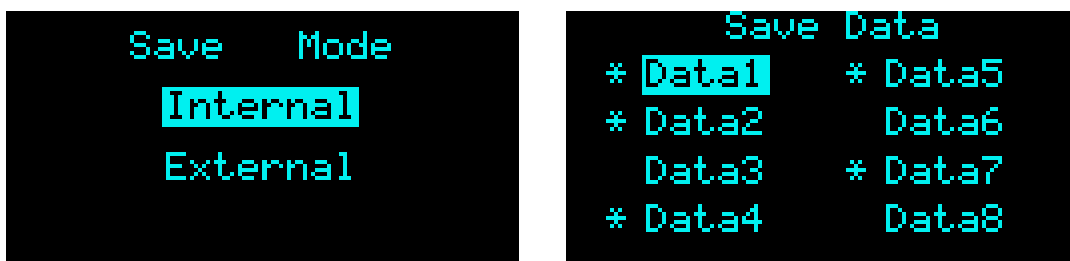 Save Mode
Internal
External
Save Data
* Data1 * Data5
* Data2 Data6
Data3 * Data7
* Data4 Data8